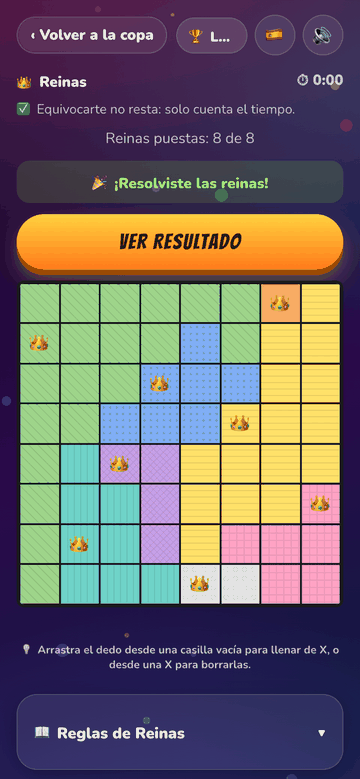 ‹ Volver a la copa
L...
Reinas
0:00
Equivocarte no resta: solo cuenta el tiempo.
Reinas puestas: 8 de 8
¡Resolviste las reinas!
VER RESULTADO
Arrastra el dedo desde una casilla vacía para llenar de X, o
desde una X para borrarlas.
Reglas de Reinas